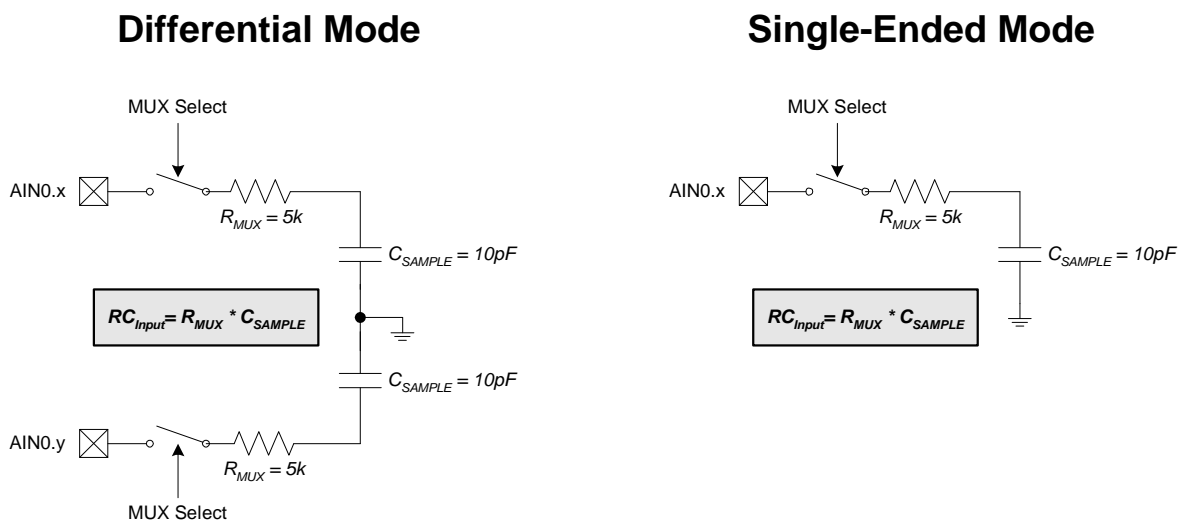 Differential Mode
MUX Select
AIN0.x
R_MUX = 5k
C_SAMPLE = 10pF
RC_Input= R_MUX * C_SAMPLE
C_SAMPLE = 10pF
AIN0.y
R_MUX = 5k
MUX Select
Single-Ended Mode
MUX Select
AIN0.x
R_MUX = 5k
C_SAMPLE = 10pF
RC_Input= R_MUX * C_SAMPLE